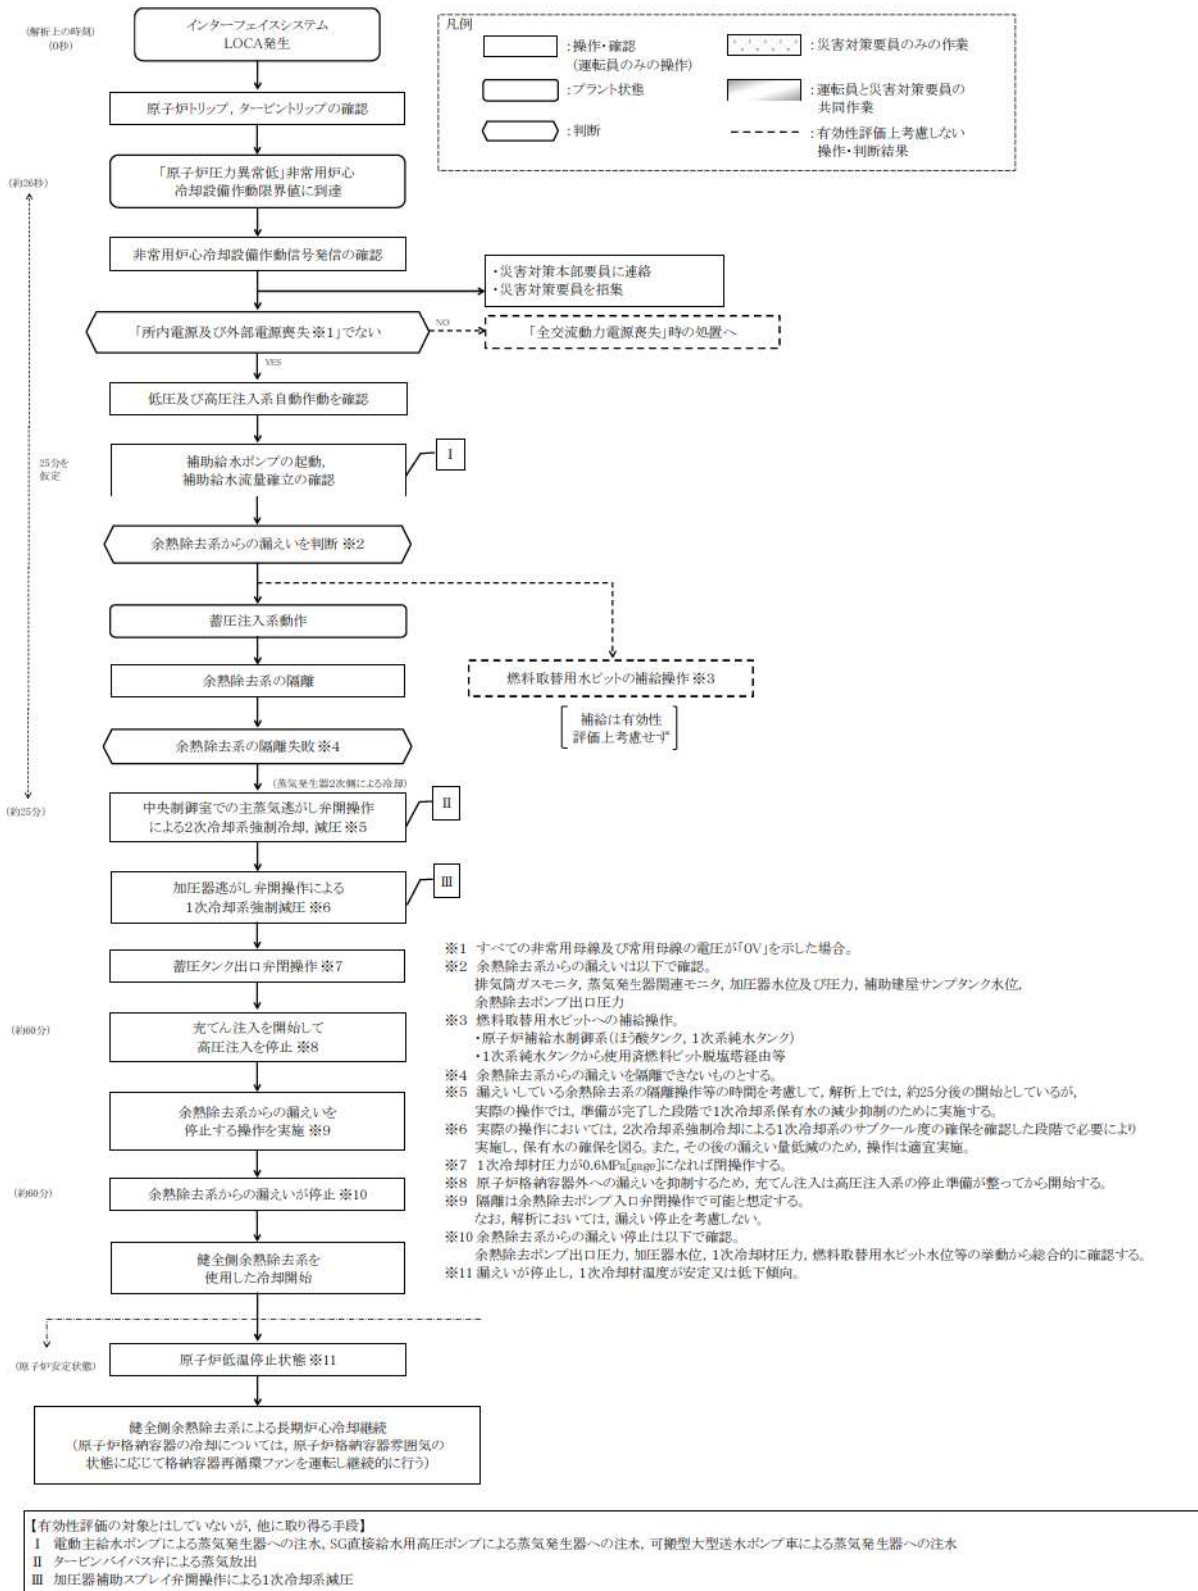 (解析上の時刻)
(0秒)
インターフェイスシステム
LOCA発生
凡例
:操作・確認
(運転員のみの操作)
:プラント状態
:判断
:災害対策要員のみの作業
:運転員と災害対策要員の
共同作業
:有効性評価上考慮しない
操作・判断結果
原子炉トリップ, タービントリップの確認
(約26秒)
「原子炉圧力異常低」非常用炉心
冷却設備作動限界値に到達
非常用炉心冷却設備作動信号発信の確認
・災害対策本部要員に連絡
・災害対策要員を招集
「所内電源及び外部電源喪失※1」でない
NO
「全交流動力電源喪失」時の処置へ
YES
低圧及び高圧注入系自動作動を確認
25分を
仮定
補助給水ポンプの起動,
補助給水流量確立の確認
I
余熱除去系からの漏えいを判断※2
蓄圧注入系動作
余熱除去系の隔離
燃料取替用水ピットの補給操作※3
補給は有効性
評価上考慮せず
余熱除去系の隔離失敗※4
(蒸気発生器2次側による冷却)
(約25分)
中央制御室での主蒸気逃がし弁開操作
による2次冷却系強制冷却, 減圧※5
II
加圧器逃がし弁開操作による
1次冷却系強制減圧※6
III
蓄圧タンク出口弁閉操作※7
(約60分)
充てん注入を開始して
高圧注入を停止※8
余熱除去系からの漏えいを
停止する操作を実施※9
(約60分)
余熱除去系からの漏えいが停止※10
健全側余熱除去系を
使用した冷却開始
(原子炉安定状態)
原子炉低温停止状態※11
健全側余熱除去系による長期炉心冷却継続
(原子炉格納容器の冷却については, 原子炉格納容器雰囲気の
状態に応じて格納容器再循環ファンを運転し継続的に行う)
※1 すべての非常用母線及び常用母線の電圧が「0V」を示した場合。
※2 余熱除去系からの漏えいは以下で確認。
排気筒ガスモニタ, 蒸気発生器関連モニタ, 加圧器水位及び圧力, 補助建屋サンプタンク水位,
余熱除去ポンプ出口圧力
※3 燃料取替用水ピットへの補給操作。
・原子炉補給水制御系(ほう酸タンク, 1次系純水タンク)
・1次系純水タンクから使用済燃料ピット脱塩塔経由等
※4 余熱除去系からの漏えいを隔離できないものとする。
※5 漏えいしている余熱除去系の隔離操作等の時間を考慮して, 解析上では, 約25分後の開始としているが,
実際の操作では, 準備が完了した段階で1次冷却系保有水の減少抑制のために実施する。
※6 実際の操作においては, 2次冷却系強制冷却による1次冷却系のサブクール度の確保を確認した段階で必要により
実施し, 保有水の確保を図る。また, その後の漏えい量低減のため, 操作は適宜実施。
※7 1次冷却材圧力が0.6MPa[gage]になれば閉操作する。
※8 原子炉格納容器外への漏えいを抑制するため, 充てん注入は高圧注入系の停止準備が整ってから開始する。
※9 隔離は余熱除去ポンプ入口弁閉操作で可能と想定する。
なお, 解析においては, 漏えい停止を考慮しない。
※10 余熱除去系からの漏えい停止は以下で確認。
余熱除去ポンプ出口圧力, 加圧器水位, 1次冷却材圧力, 燃料取替用水ピット水位等の挙動から総合的に確認する。
※11 漏えいが停止し, 1次冷却材温度が安定又は低下傾向。
【有効性評価の対象とはしていないが, 他に取り得る手段】
I 電動主給水ポンプによる蒸気発生器への注水, SG直接給水用高圧ポンプによる蒸気発生器への注水, 可搬型大型送水ポンプ車による蒸気発生器への注水
II タービンバイパス弁による蒸気放出
III 加圧器補助スプレイ弁開操作による1次冷却系減圧